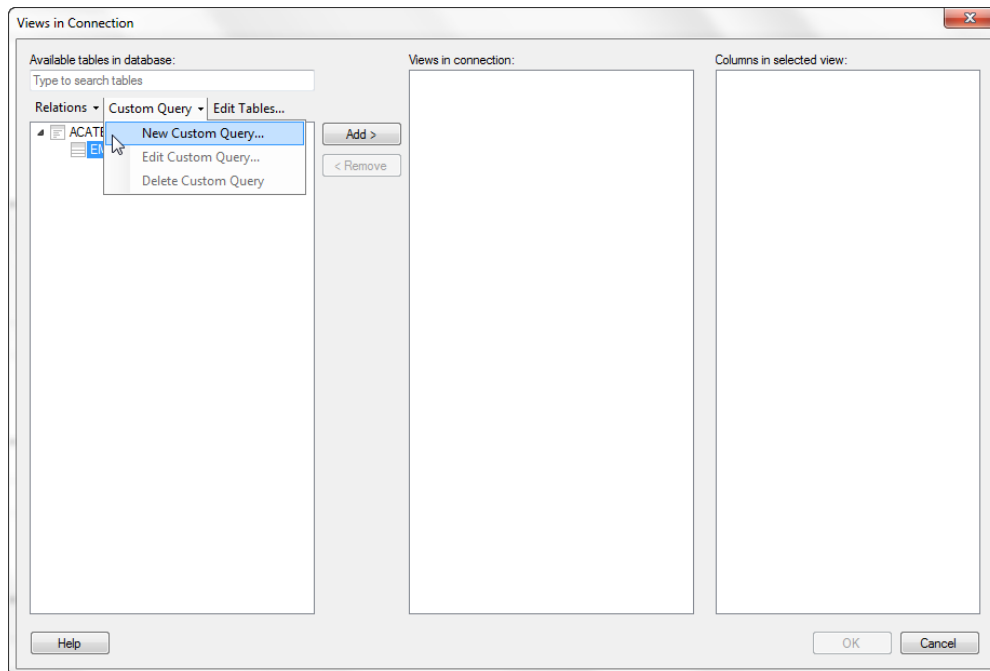 Views in Connection
Available tables in database:
Views in connection:
Columns in selected view:
Type to search tables
Relations
Custom Query
Edit Tables...
New Custom Query...
Edit Custom Query...
Delete Custom Query
Add >
< Remove
Help
OK
Cancel